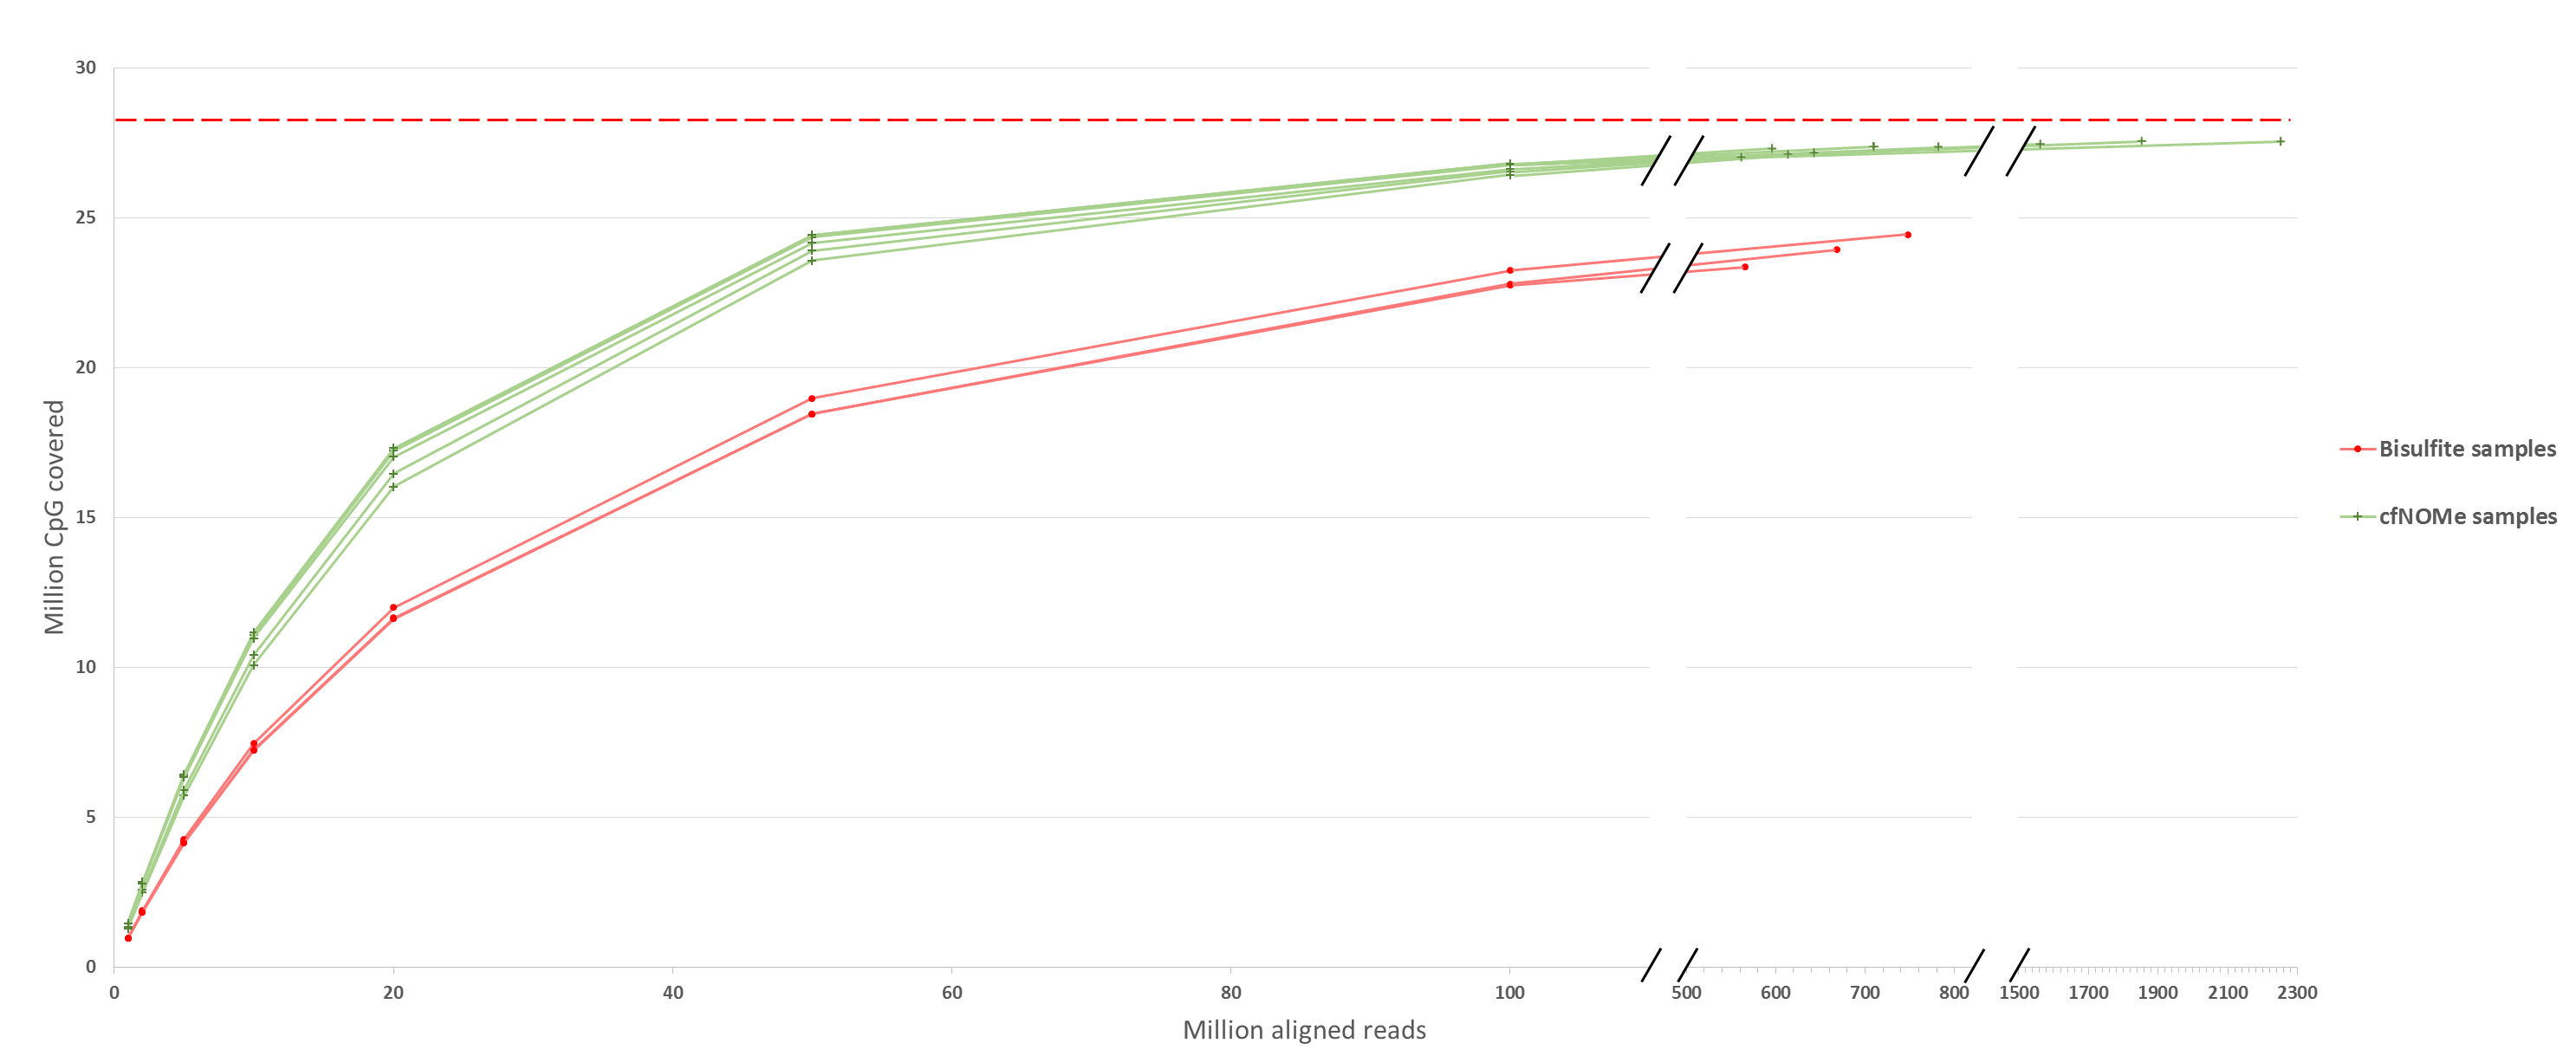 30
25
20
15
10
5
0
Million CpG covered
0 20 40 60 80 100 500 600 700 800 1500 1700 1900 2100 2300
Million aligned reads
Bisulfite samples
cfNOMe samples